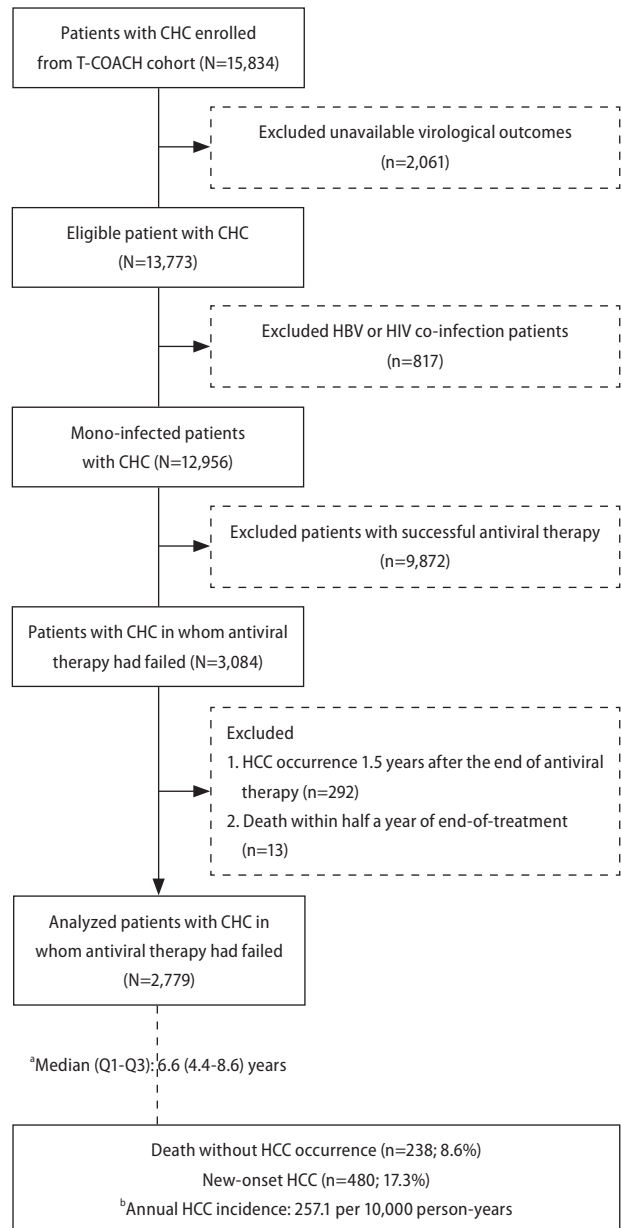 Patients with CHC enrolled
from T-COACH cohort (N=15,834)
Excluded unavailable virological outcomes
(n=2,061)
Eligible patient with CHC
(N=13,773)
Excluded HBV or HIV co-infection patients
(n=817)
Mono-infected patients
with CHC (N=12,956)
Excluded patients with successful antiviral therapy
(n=9,872)
Patients with CHC in whom antiviral
therapy had failed (N=3,084)
Excluded
1. HCC occurrence 1.5 years after the end of antiviral
therapy (n=292)
2. Death within half a year of end-of-treatment
(n=13)
Analyzed patients with CHC in
whom antiviral therapy had failed
(N=2,779)
aMedian (Q1-Q3): 6.6 (4.4-8.6) years
Death without HCC occurrence (n=238; 8.6%)
New-onset HCC (n=480; 17.3%)
bAnnual HCC incidence: 257.1 per 10,000 person-years